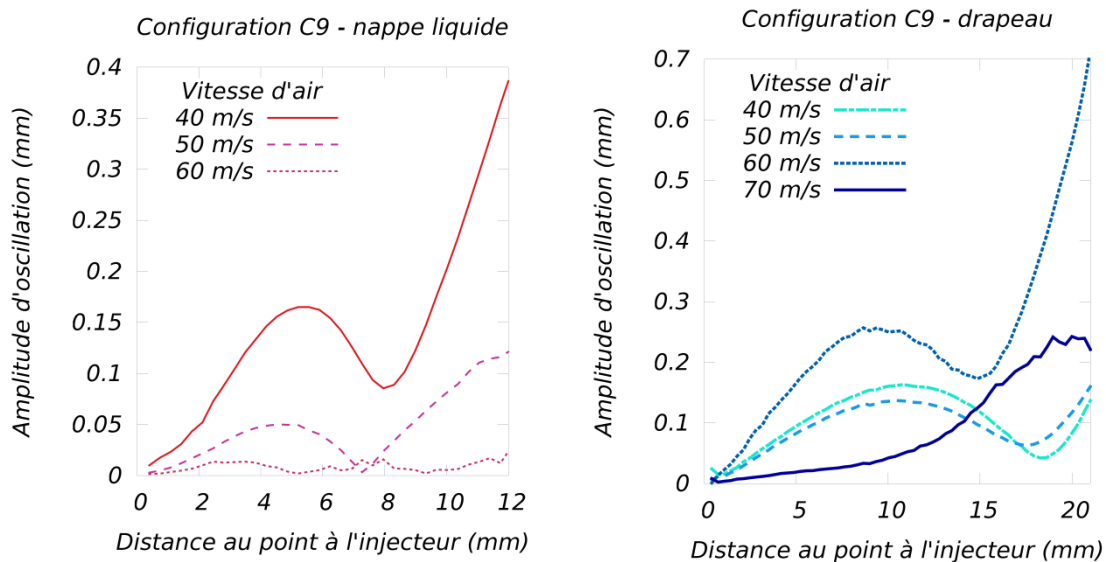 Configuration C9 - nappe liquide
Amplitude d'oscillation (mm)
0.4
0.35
0.3
0.25
0.2
0.15
0.1
0.05
0
Vitesse d'air
40 m/s
50 m/s
60 m/s
0 2 4 6 8 10 12
Distance au point à l'injecteur (mm)
Configuration C9 - drapeau
Amplitude d'oscillation (mm)
0.7
0.6
0.5
0.4
0.3
0.2
0.1
0
Vitesse d'air
40 m/s
50 m/s
60 m/s
70 m/s
0 5 10 15 20
Distance au point à l'injecteur (mm)